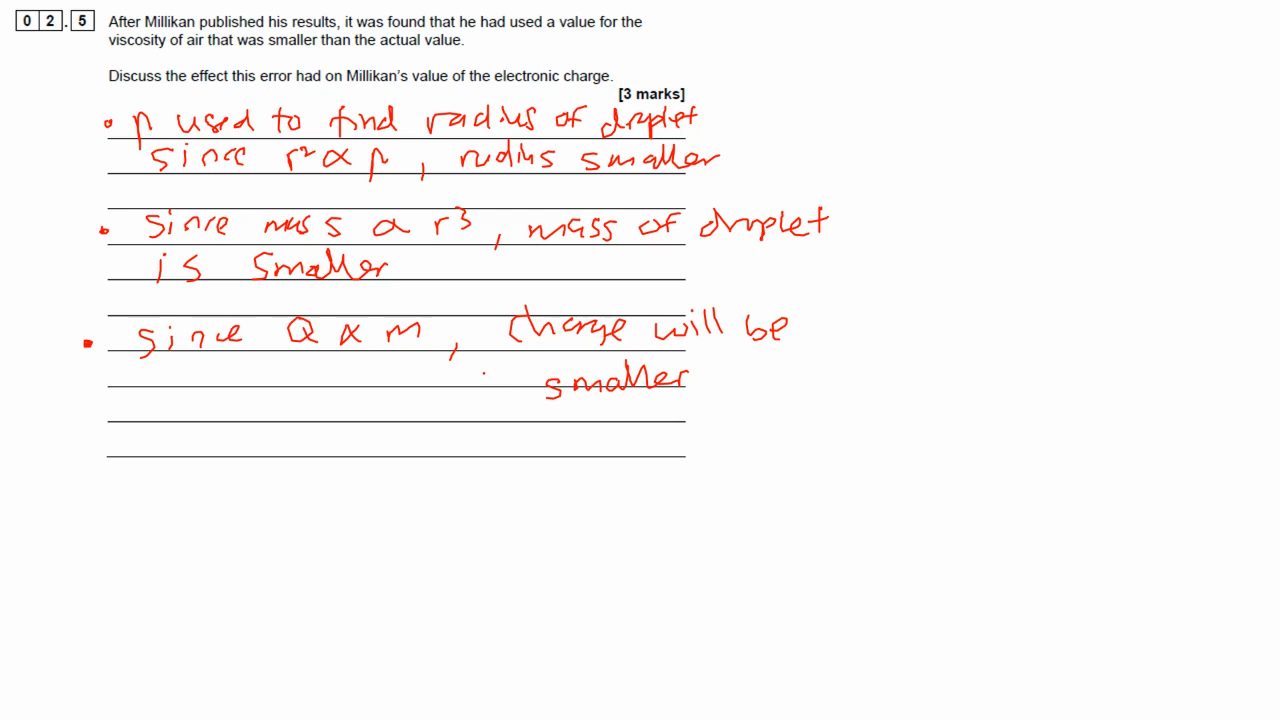 02.5 After Millikan published his results, it was found that he had used a value for the
viscosity of air that was smaller than the actual value.
Discuss the effect this error had on Millikan's value of the electronic charge.
[3 marks]
• η used to find radius of droplet
since r² ∝ η, radius smaller
• since mass ∝ r³, mass of droplet
is smaller
• since Q ∝ m, charge will be
smaller